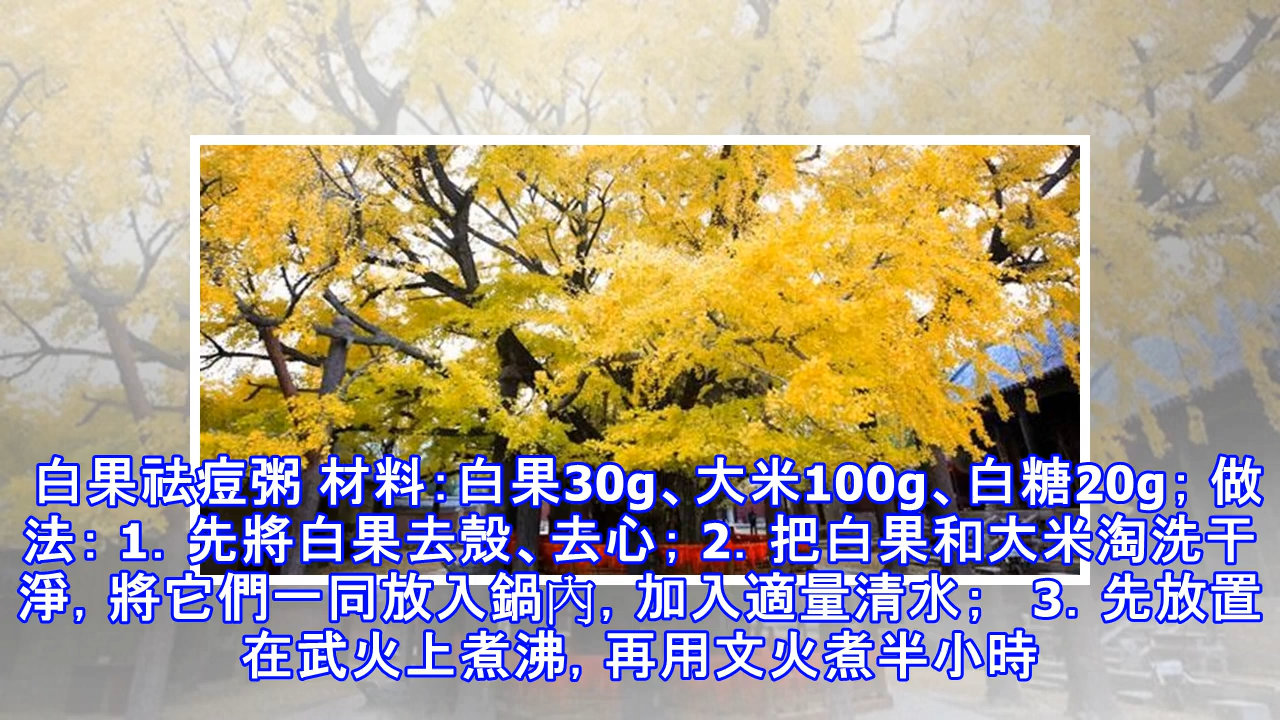 白果祛痘粥 材料：白果30g、大米100g、白糖20g；做
法：1. 先將白果去殼、去心；2. 把白果和大米淘洗干
淨，將它們一同放入鍋內，加入適量清水； 3. 先放置
在武火上煮沸，再用文火煮半小時